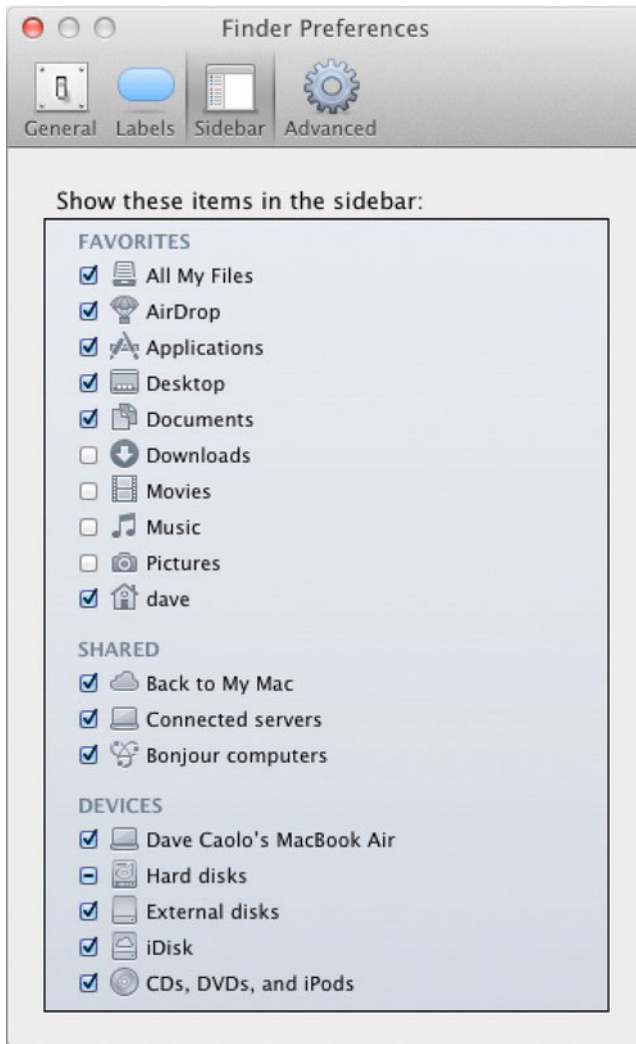 Finder Preferences
General Labels Sidebar Advanced
Show these items in the sidebar:
FAVORITES
All My Files
AirDrop
Applications
Desktop
Documents
Downloads
Movies
Music
Pictures
dave
SHARED
Back to My Mac
Connected servers
Bonjour computers
DEVICES
Dave Caolo's MacBook Air
Hard disks
External disks
iDisk
CDs, DVDs, and iPods